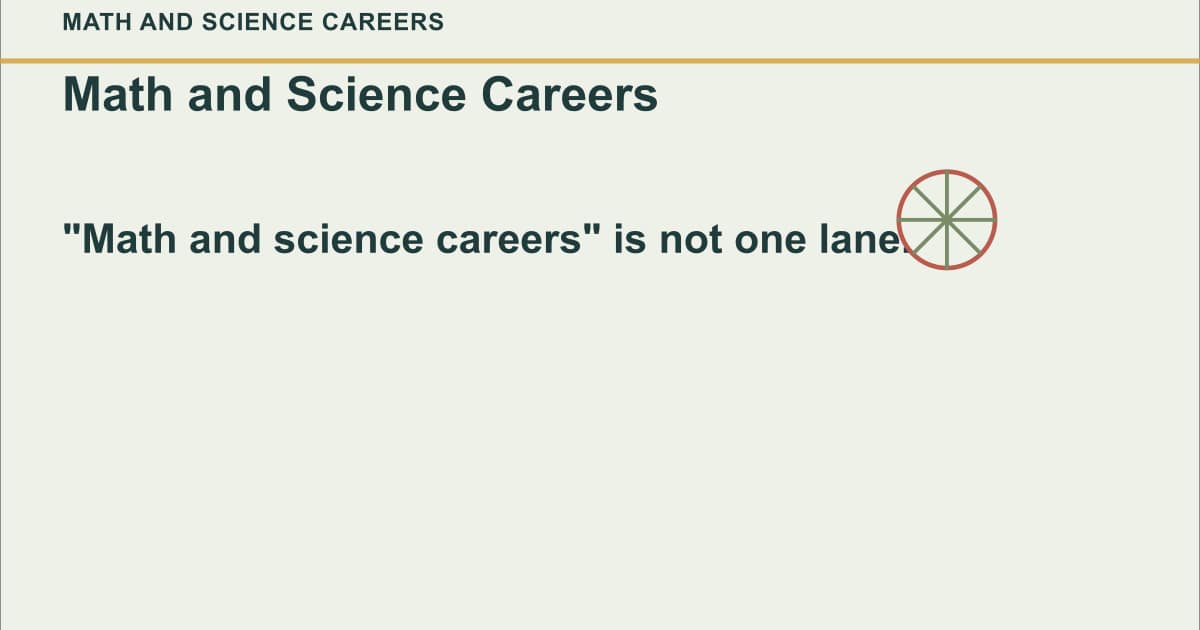 MATH AND SCIENCE CAREERS
Math and Science Careers
"Math and science careers" is not one lane.